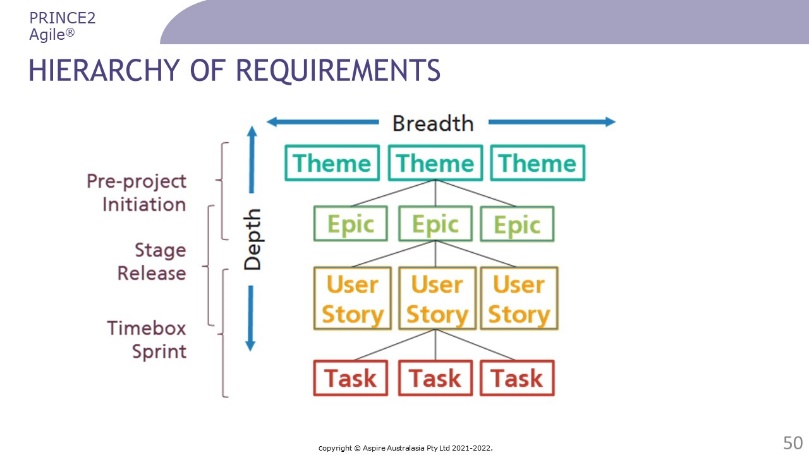 PRINCE2
Agile®
HIERARCHY OF REQUIREMENTS
Breadth
Depth
Pre-project
Initiation
Stage
Release
Timebox
Sprint
Theme Theme Theme
Epic Epic Epic
User User User
Story Story Story
Task Task Task
Copyright © Aspire Australasia Pty Ltd 2021-2022.
50